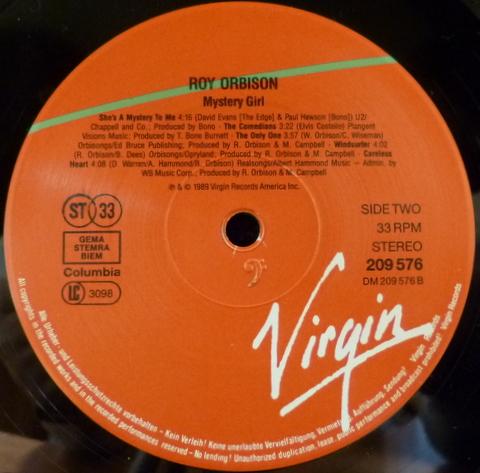 ROY ORBISON
Mystery Girl
She's A Mystery To Me 4:16 (David Evans [The Edge] & Paul Hewson [Bono]) U2/
Chappell and Co.; Produced by Bono · The Comedians 3:22 (Elvis Costello) Plangent
Visions Music; Produced by T. Bone Burnett · The Only One 3:57 (W. Orbison/C. Wiseman)
Orbisongs/Ed Bruce Publishing; Produced by R. Orbison & M. Campbell · Windsurfer 4:02
(R. Orbison/B. Dees) Orbisongs/Opryland; Produced by R. Orbison & M. Campbell · Careless
Heart 4:08 (D. Warren/A. Hammond/R. Orbison) Realsongs/Albert Hammond Music – Admin. by
WB Music Corp.; Produced by R. Orbison & M. Campbell
℗ & © 1989 Virgin Records America Inc.
ST 33
SIDE TWO
33 RPM
STEREO
209 576
DM 209 576 B
GEMA
STEMRA
BIEM
Columbia
LC 3098
Virgin
Alle Urheber- und Leistungsschutzrechte vorbehalten – Kein Verleih! Keine unerlaubte Vervielfältigung, Vermietung, Aufführung, Sendung! Virgin Records
All copyrights in the recorded works and in the recorded performances reserved – No lending! Unauthorized duplication, lease, public performance and broadcast prohibited! Virgin Records